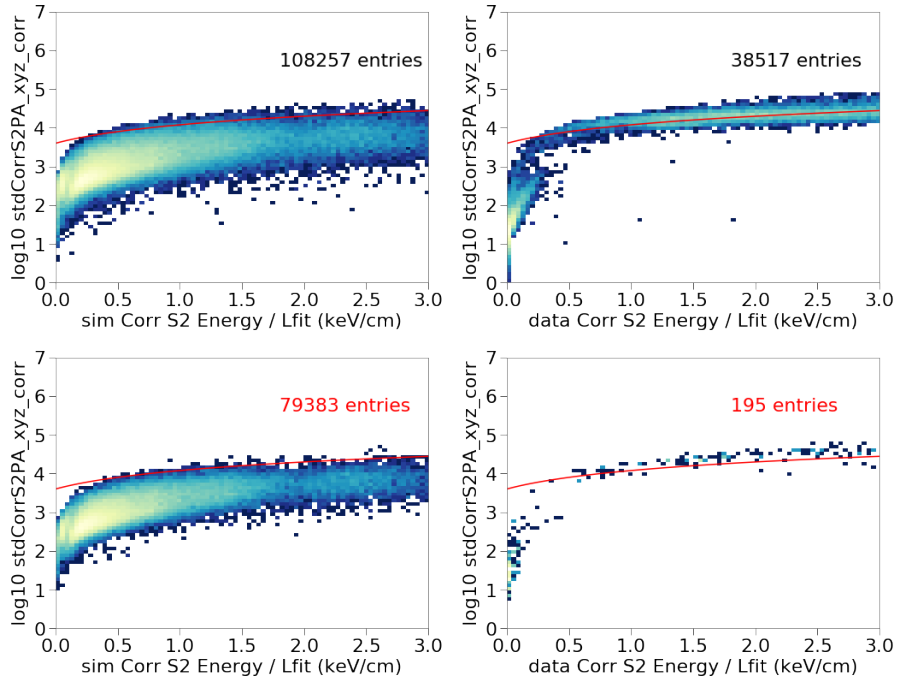 log10 stdCorrS2PA_xyz_corr
7
6
5
4
3
2
1
0
108257 entries
0.0 0.5 1.0 1.5 2.0 2.5 3.0
sim Corr S2 Energy / Lfit (keV/cm)
log10 stdCorrS2PA_xyz_corr
7
6
5
4
3
2
1
0
38517 entries
0.0 0.5 1.0 1.5 2.0 2.5 3.0
data Corr S2 Energy / Lfit (keV/cm)
log10 stdCorrS2PA_xyz_corr
7
6
5
4
3
2
1
0
79383 entries
0.0 0.5 1.0 1.5 2.0 2.5 3.0
sim Corr S2 Energy / Lfit (keV/cm)
log10 stdCorrS2PA_xyz_corr
7
6
5
4
3
2
1
0
195 entries
0.0 0.5 1.0 1.5 2.0 2.5 3.0
data Corr S2 Energy / Lfit (keV/cm)